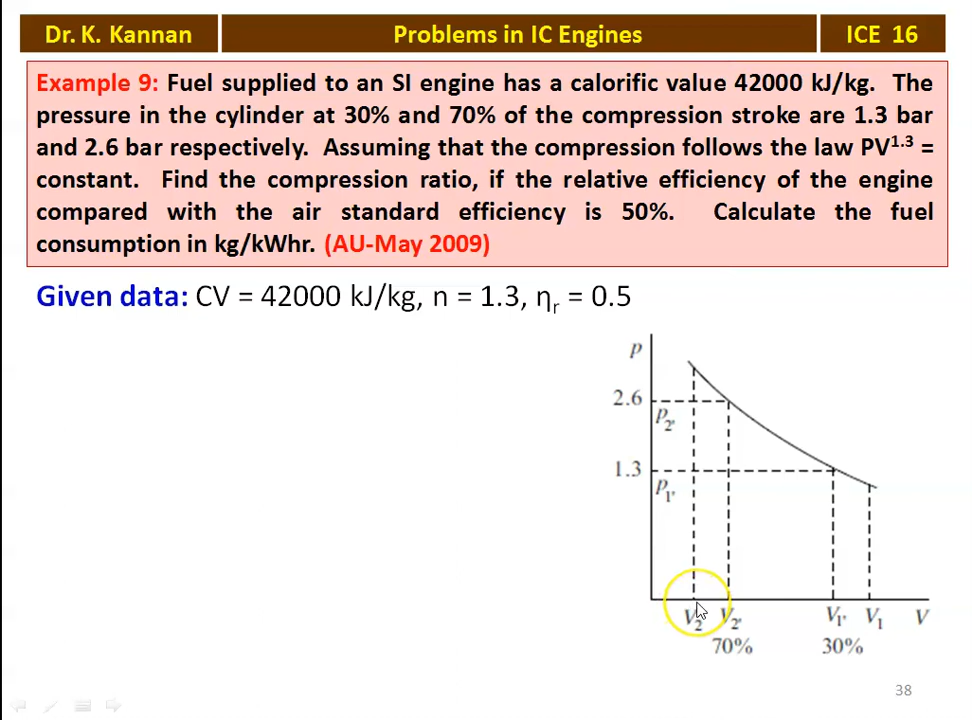 Dr. K. Kannan
Problems in IC Engines
ICE 16
Example 9: Fuel supplied to an SI engine has a calorific value 42000 kJ/kg. The
pressure in the cylinder at 30% and 70% of the compression stroke are 1.3 bar
and 2.6 bar respectively. Assuming that the compression follows the law PV¹·³ =
constant. Find the compression ratio, if the relative efficiency of the engine
compared with the air standard efficiency is 50%. Calculate the fuel
consumption in kg/kWhr. (AU-May 2009)
Given data: CV = 42000 kJ/kg, n = 1.3, ηr = 0.5
p
2.6
p2'
1.3
p1'
V2 V2' V1' V1 V
70% 30%
38